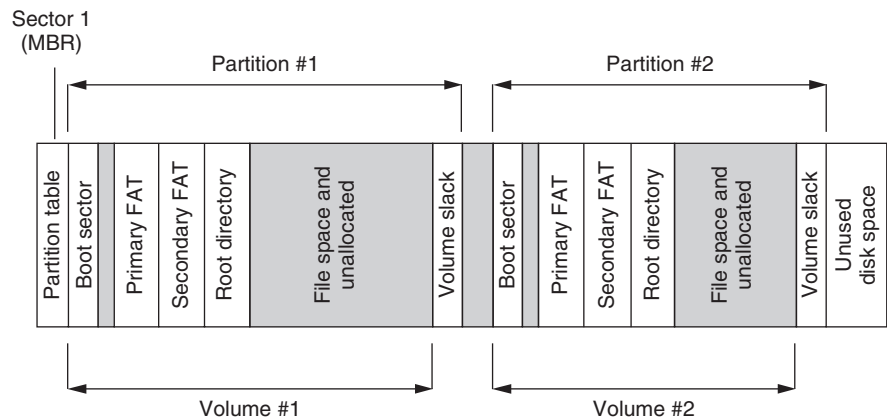 Sector 1
(MBR)
Partition #1
Partition #2
Partition table
Boot sector
Primary FAT
Secondary FAT
Root directory
File space and
unallocated
Volume slack
Boot sector
Primary FAT
Secondary FAT
Root directory
File space and
unallocated
Volume slack
Unused
disk space
Volume #1
Volume #2